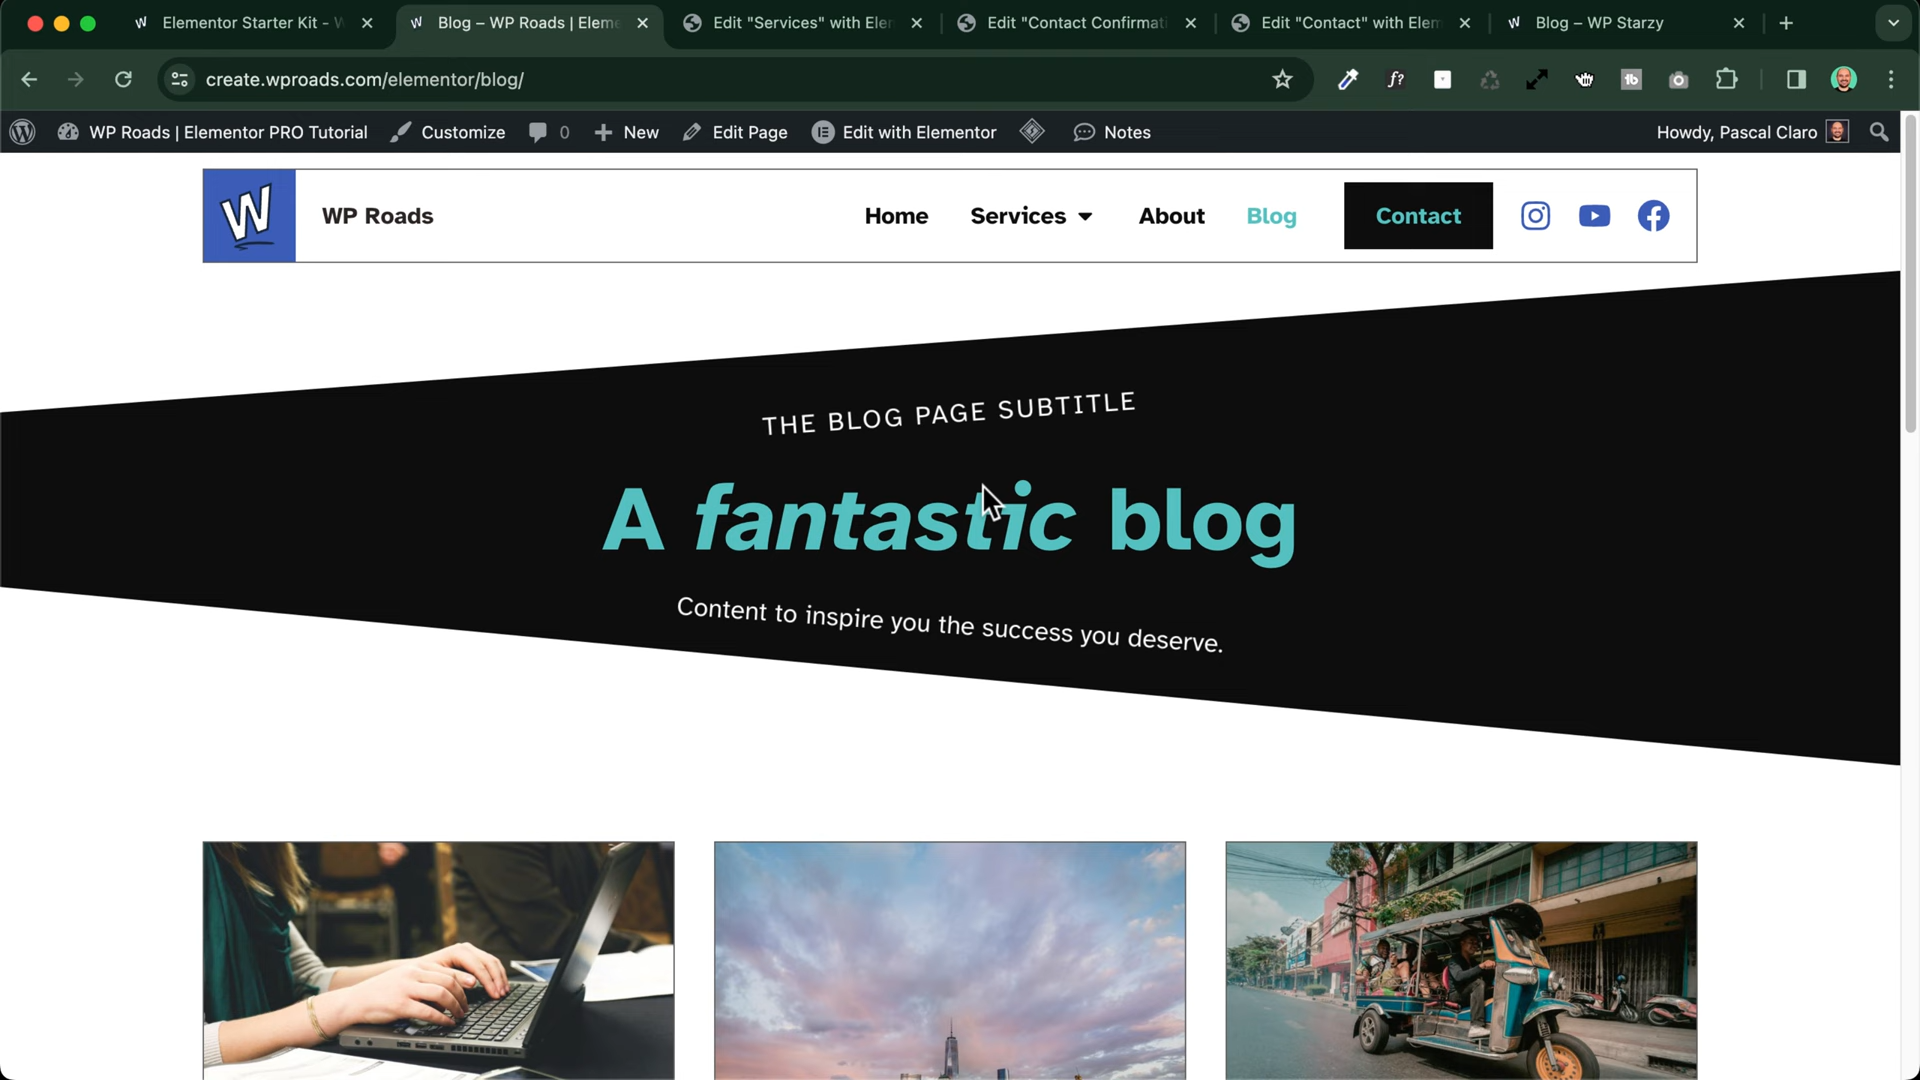 Elementor Starter Kit - W
Blog – WP Roads | Eleme
Edit "Services" with Ele
Edit "Contact Confirmati
Edit "Contact" with Elem
Blog – WP Starzy
create.wproads.com/elementor/blog/
f?
tb
WP Roads | Elementor PRO Tutorial
Customize
0
New
Edit Page
Edit with Elementor
Notes
Howdy, Pascal Claro
W
WP Roads
Home
Services
About
Blog
Contact
THE BLOG PAGE SUBTITLE
A fantastic blog
Content to inspire you the success you deserve.